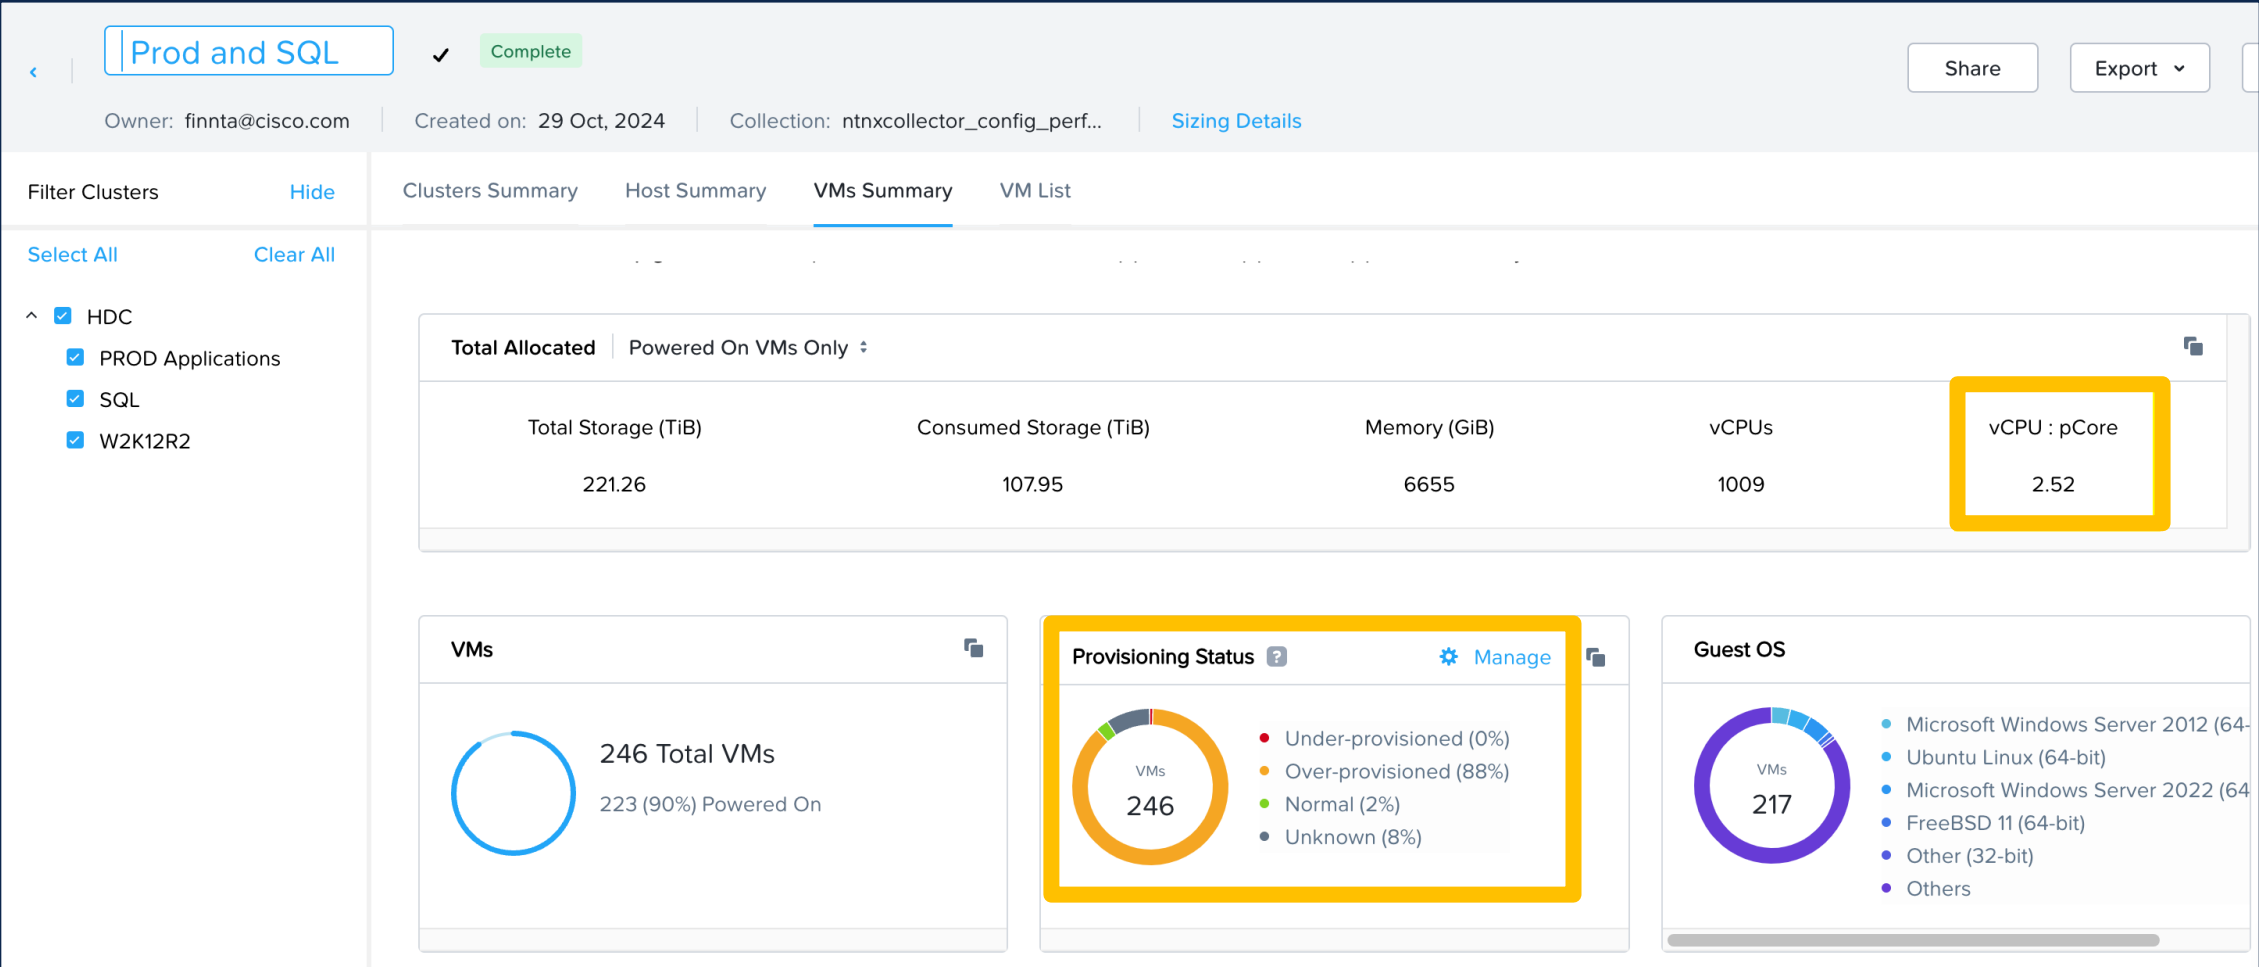 Prod and SQL
Complete
Share
Export
Owner: finnta@cisco.com
Created on: 29 Oct, 2024
Collection: ntnxcollector_config_perf...
Sizing Details
Filter Clusters
Hide
Clusters Summary
Host Summary
VMs Summary
VM List
Select All
Clear All
HDC
PROD Applications
SQL
W2K12R2
Total Allocated
Powered On VMs Only
Total Storage (TiB)
Consumed Storage (TiB)
Memory (GiB)
vCPUs
vCPU : pCore
221.26
107.95
6655
1009
2.52
VMs
246 Total VMs
223 (90%) Powered On
Provisioning Status ?
Manage
VMs
246
Under-provisioned (0%)
Over-provisioned (88%)
Normal (2%)
Unknown (8%)
Guest OS
VMs
217
Microsoft Windows Server 2012 (64-
Ubuntu Linux (64-bit)
Microsoft Windows Server 2022 (64
FreeBSD 11 (64-bit)
Other (32-bit)
Others